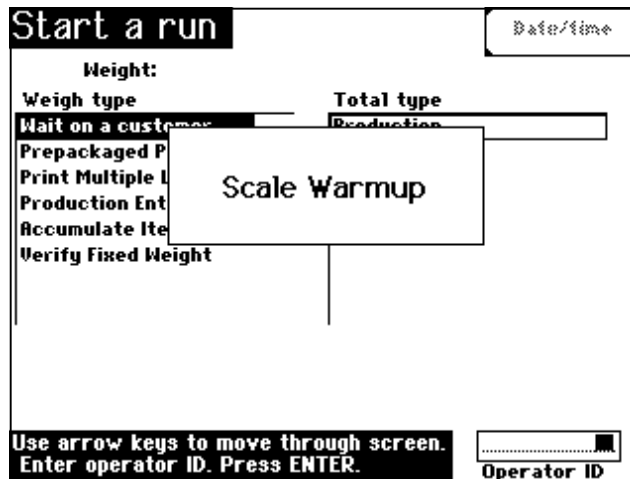 Start a run
Date/time
Weight:
Weigh type
Total type
Wait on a customer
Production
Prepackaged P
Print Multiple L
Production Ent
Accumulate Ite
Verify Fixed Weight
Scale Warmup
Use arrow keys to move through screen.
Enter operator ID. Press ENTER.
Operator ID